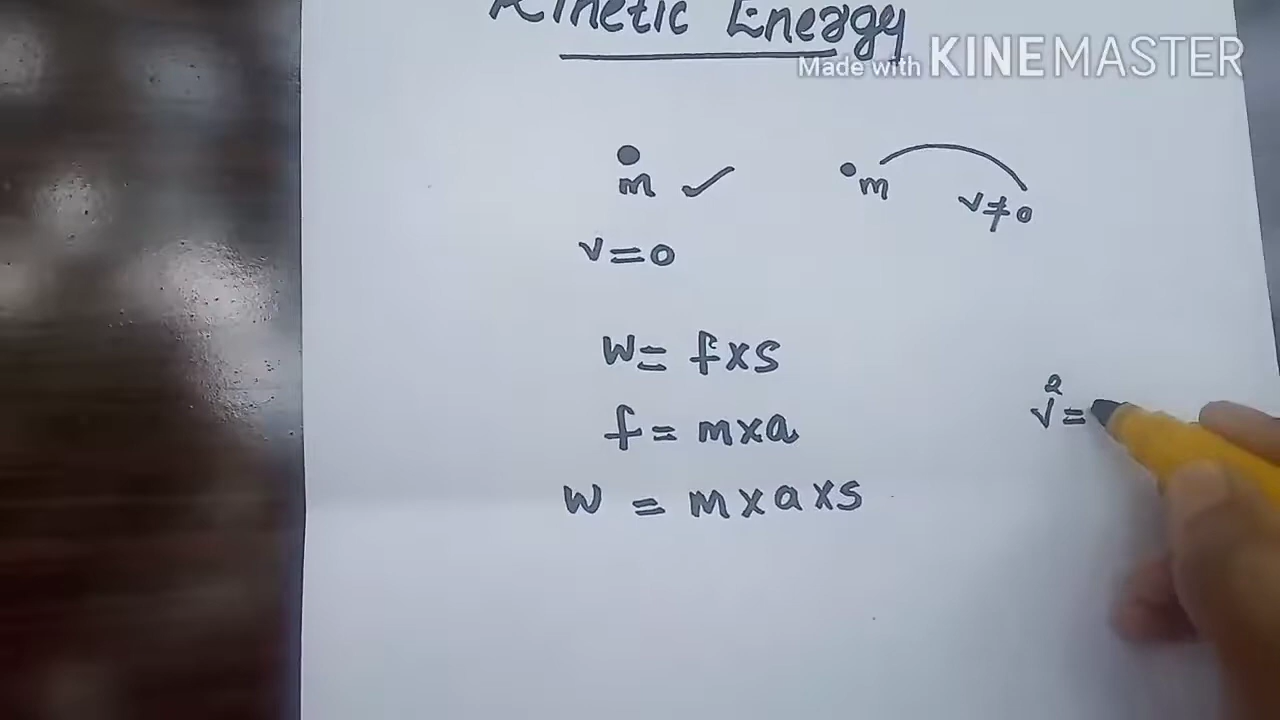 Kinetic Energy
Made with KINEMASTER
m ✓
m
v≠0
v=0
W= f×s
f= m×a
W = m×a×s
v²=